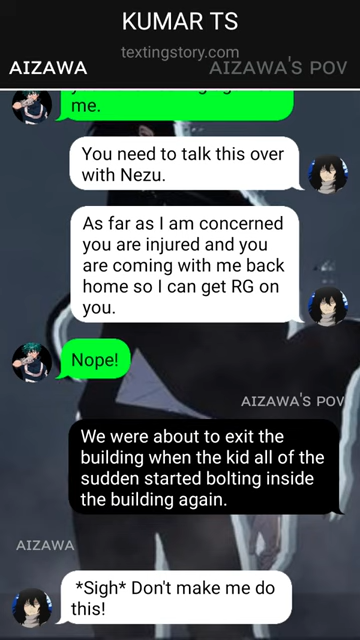 KUMAR TS
textingstory.com
AIZAWA
AIZAWA'S POV
me.
You need to talk this over
with Nezu.
As far as I am concerned
you are injured and you
are coming with me back
home so I can get RG on
you.
Nope!
AIZAWA'S POV
We were about to exit the
building when the kid all of the
sudden started bolting inside
the building again.
AIZAWA
*Sigh* Don't make me do
this!